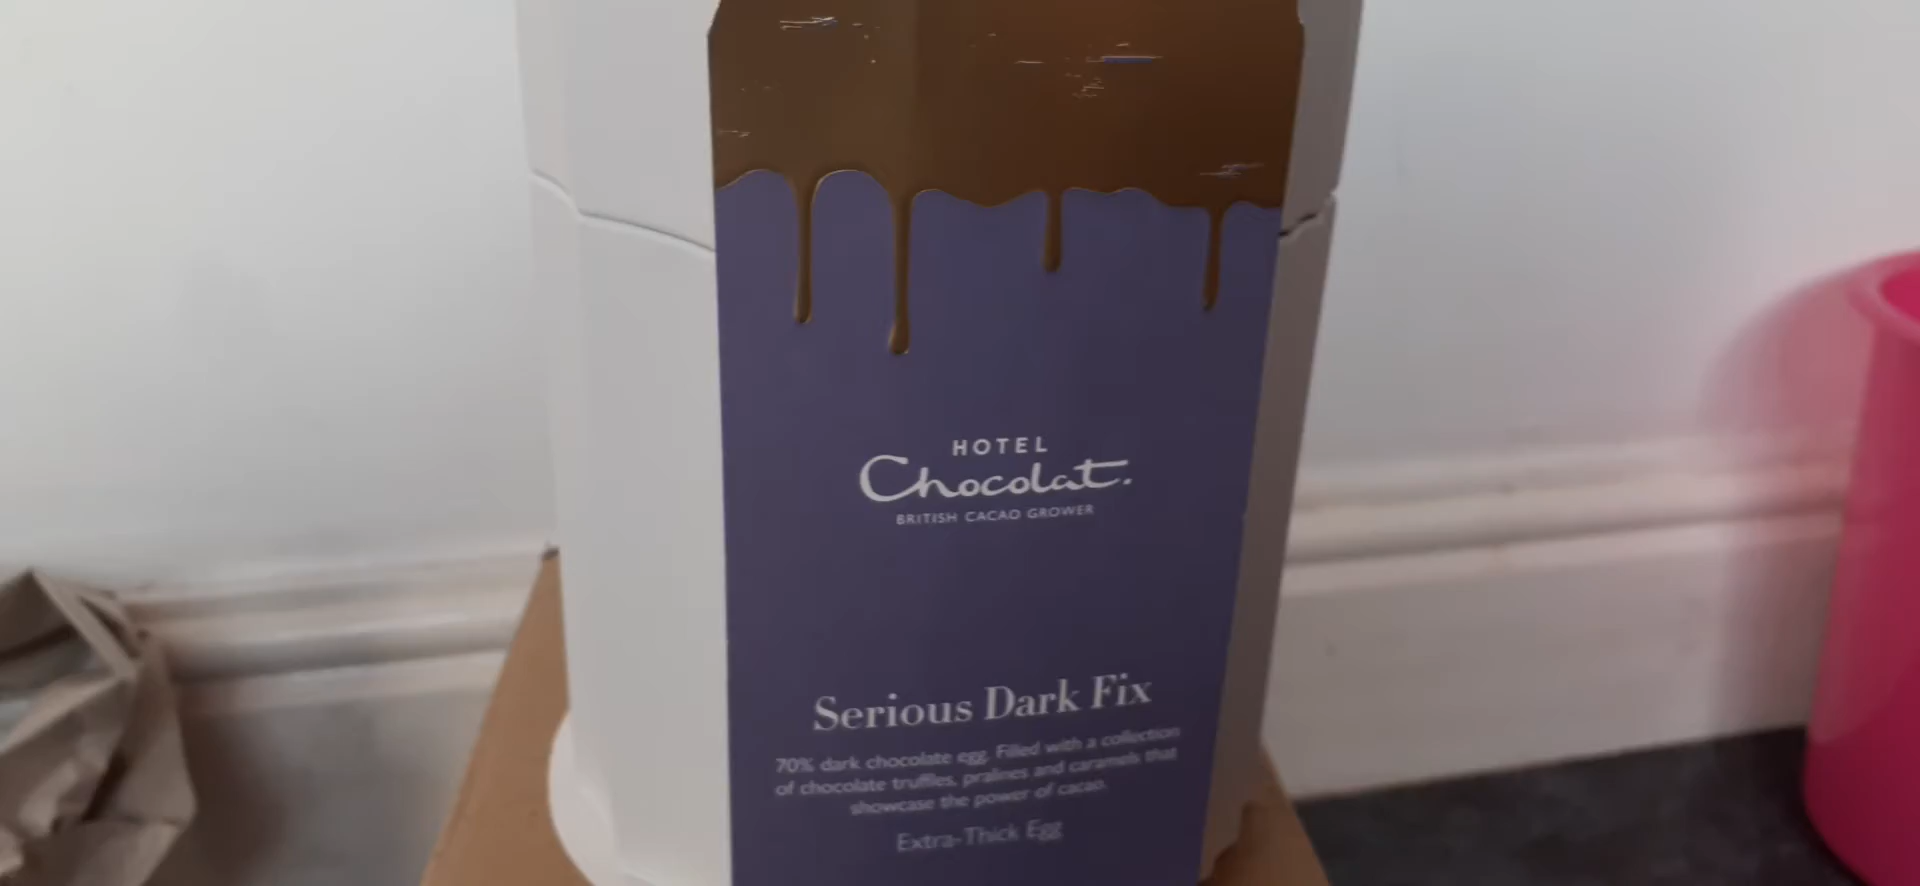 HOTEL
Chocolat.
BRITISH CACAO GROWER
Serious Dark Fix
70% dark chocolate egg. Filled with a collection
of chocolate truffles, pralines and caramels that
showcase the power of cacao.
Extra-Thick Egg